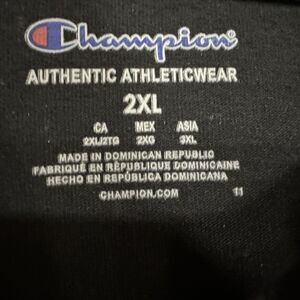 Champion
AUTHENTIC ATHLETICWEAR
2XL
CA MEX ASIA
2XL/2TG 2XG 3XL
MADE IN DOMINICAN REPUBLIC
FABRIQUÉ EN RÉPUBLIQUE DOMINICAINE
HECHO EN REPÚBLICA DOMINICANA
CHAMPION.COM 11